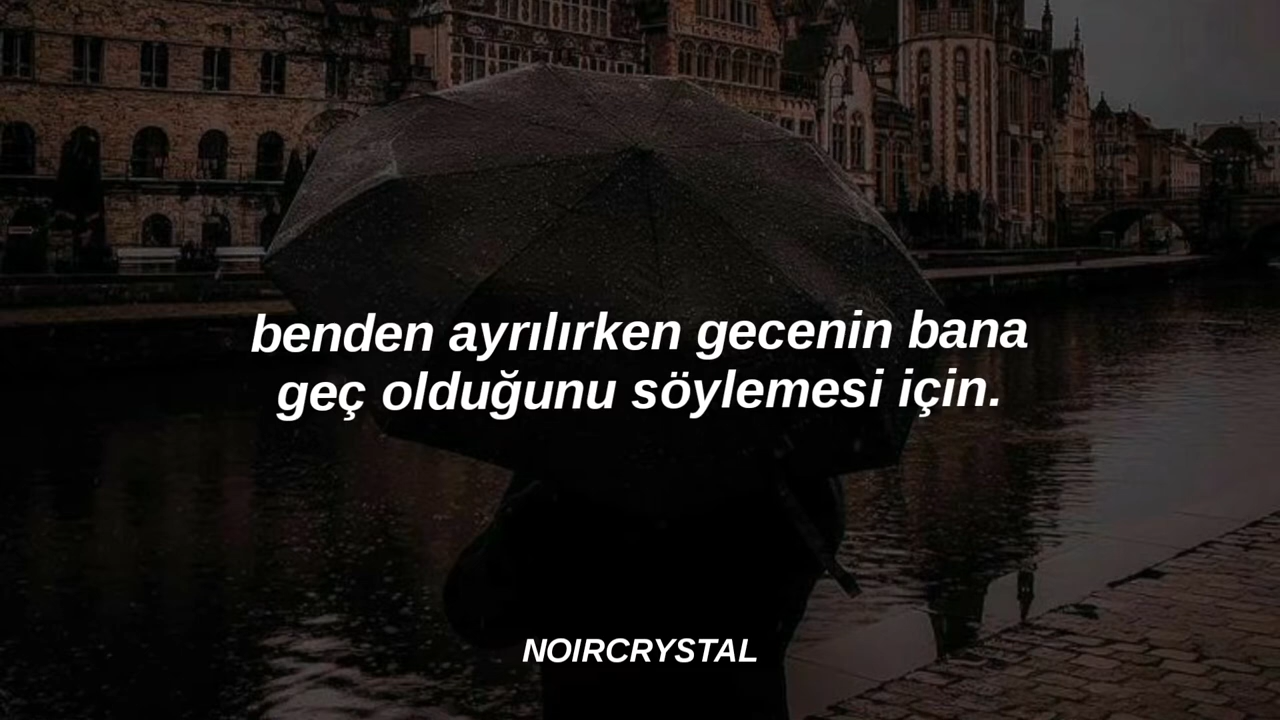 benden ayrılırken gecenin bana
geç olduğunu söylemesi için.
NOIRCRYSTAL